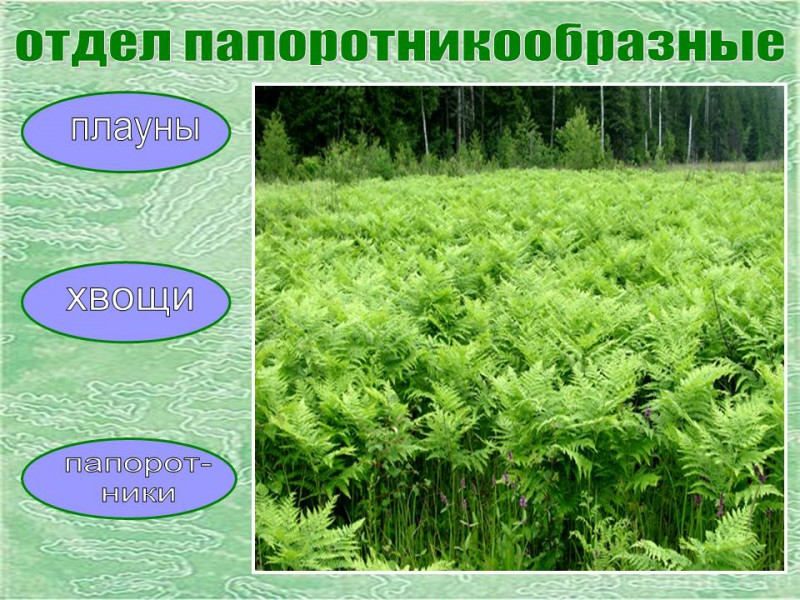 отдел папоротникообразные
плауны
хвощи
папорот-
ники